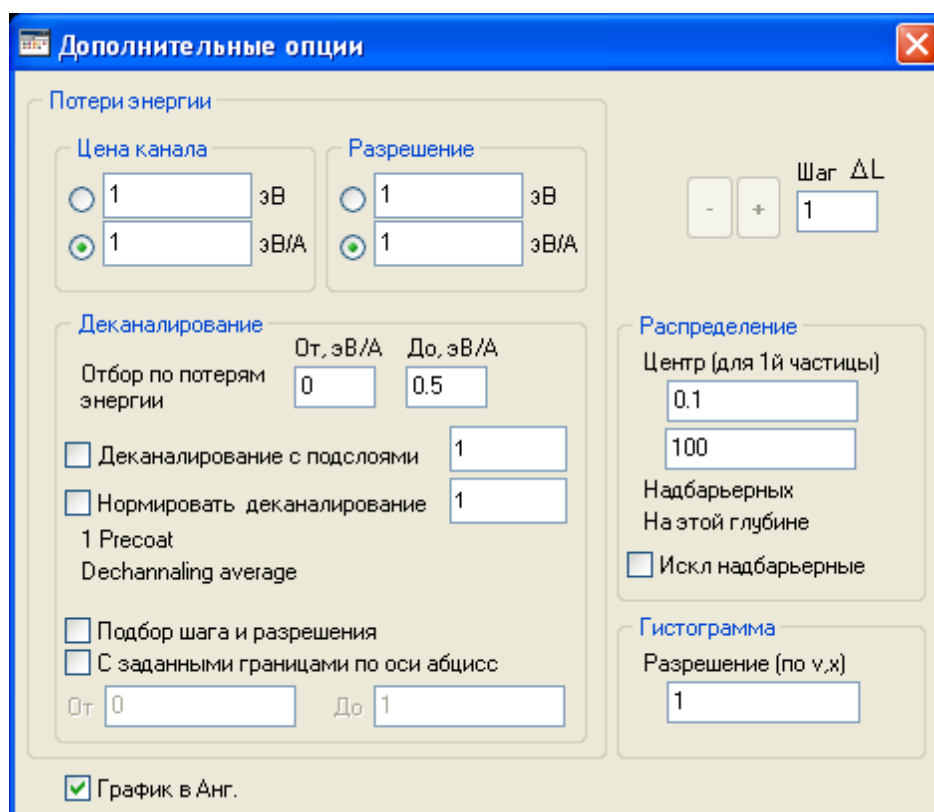 Дополнительные опции
Потери энергии
Цена канала
Разрешение
1 эВ
1 эВ
1 эВ/А
1 эВ/А
Шаг ΔL
- +
1
Деканалирование
От, эВ/А До, эВ/А
Отбор по потерям
энергии
0
0.5
Деканалирование с подслоями
1
Нормировать деканалирование
1
1 Precoat
Dechannaling average
Подбор шага и разрешения
С заданными границами по оси абцисс
От 0 До 1
Распределение
Центр (для 1й частицы)
0.1
100
Надбарьерных
На этой глубине
Искл надбарьерные
Гистограмма
Разрешение (по v,x)
1
График в Анг.